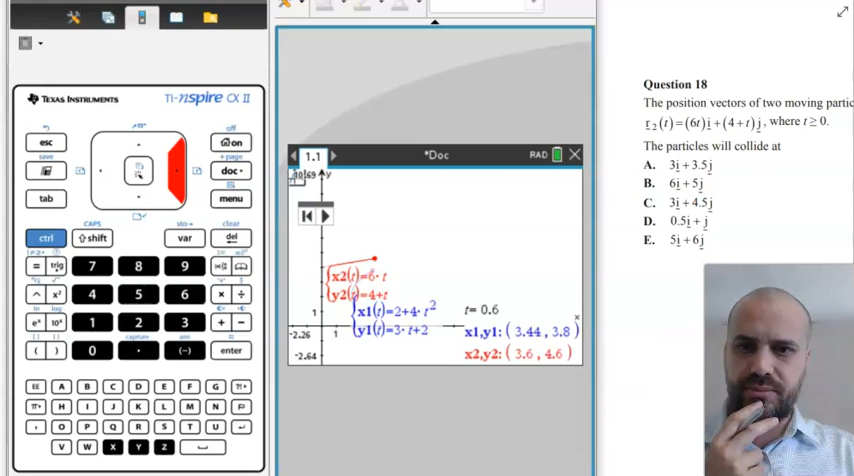 TEXAS INSTRUMENTS TI-nspire CX II
off
esc
on
save
+ page
doc
tab
menu
CAPS
sto→
clear
ctrl
shift
var
del
= trig 7 8 9
^ x² 4 5 6 × ÷
eˣ 10ˣ 1 2 3 + −
capture
ans
( ) 0 . (−) enter
EE A B C D E F G ?!
π A H I J K L M N
, O P Q R S T U
V W X Y Z
1.1 *Doc RAD
10.69 y
x2(t)=6·t
y2(t)=4+t
x1(t)=2+4·t²
y1(t)=3·t+2
1
-2.26 1
-2.64
x
t= 0.6
x1,y1: ( 3.44 , 3.8 )
x2,y2: ( 3.6 , 4.6 )
Question 18
The position vectors of two moving partic
r₂(t)=(6t)i+(4+t)j, where t≥0.
The particles will collide at
A. 3i+3.5j
B. 6i+5j
C. 3i+4.5j
D. 0.5i+j
E. 5i+6j